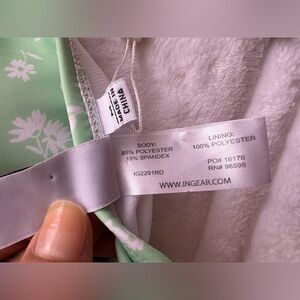 MADE IN
CHINA
BODY:
85% POLYESTER
15% SPANDEX
LINING:
100% POLYESTER
IG2291RD
PO# 16176
RN# 98598
WWW.INGEAR.COM